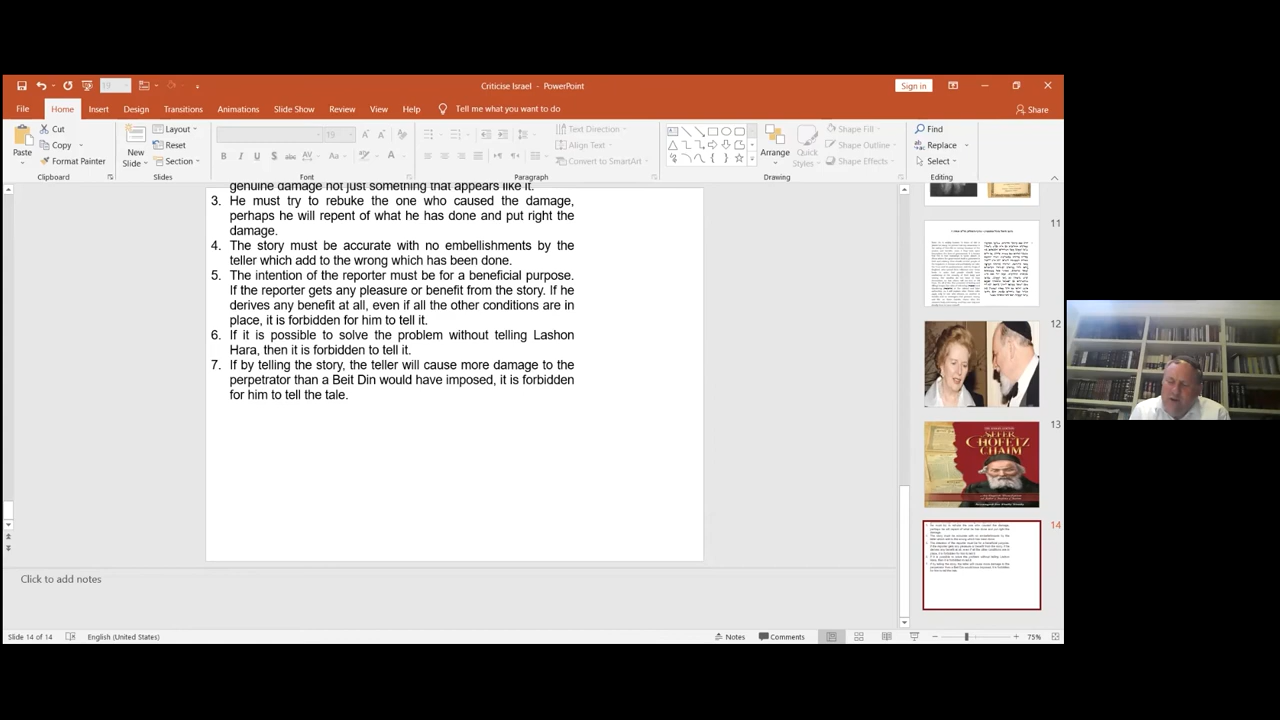 Criticise Israel - PowerPoint
Sign in
File Home Insert Design Transitions Animations Slide Show Review View Help Tell me what you want to do
Share
Paste
Cut
Copy
Format Painter
Clipboard
New Slide
Layout
Reset
Section
Slides
19
Font
Text Direction
Align Text
Convert to SmartArt
Paragraph
Arrange
Quick Styles
Shape Fill
Shape Outline
Shape Effects
Drawing
Find
Replace
Select
Editing
genuine damage not just something that appears like it.
3. He must try to rebuke the one who caused the damage,
perhaps he will repent of what he has done and put right the
damage.
4. The story must be accurate with no embellishments by the
teller which add to the wrong which has been done.
5. The intention of the reporter must be for a beneficial purpose.
If the reporter gets any pleasure or benefit from the story. If he
derives any benefit at all, even if all the other conditions are in
place, it is forbidden for him to tell it.
6. If it is possible to solve the problem without telling Lashon
Hara, then it is forbidden to tell it.
7. If by telling the story, the teller will cause more damage to the
perpetrator than a Beit Din would have imposed, it is forbidden
for him to tell the tale.
11
12
13
SEFER
CHOFETZ
CHAIM
14
Click to add notes
Slide 14 of 14
English (United States)
Notes
Comments
75%